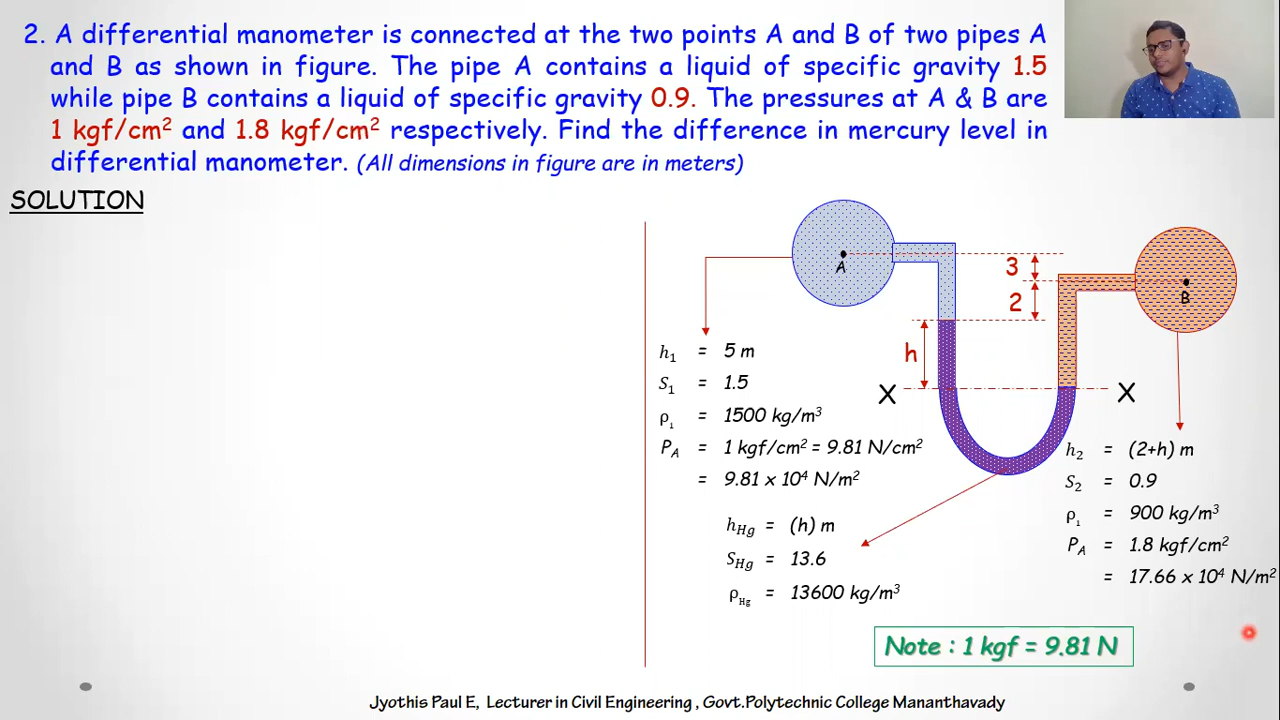 2. A differential manometer is connected at the two points A and B of two pipes A
and B as shown in figure. The pipe A contains a liquid of specific gravity 1.5
while pipe B contains a liquid of specific gravity 0.9. The pressures at A & B are
1 kgf/cm² and 1.8 kgf/cm² respectively. Find the difference in mercury level in
differential manometer. (All dimensions in figure are in meters)
SOLUTION
A
3
B
2
h
X
X
h₁ = 5 m
S₁ = 1.5
ρ₁ = 1500 kg/m³
P_A = 1 kgf/cm² = 9.81 N/cm²
= 9.81 x 10⁴ N/m²
h_Hg = (h) m
S_Hg = 13.6
ρ_Hg = 13600 kg/m³
h₂ = (2+h) m
S₂ = 0.9
ρ₁ = 900 kg/m³
P_A = 1.8 kgf/cm²
= 17.66 x 10⁴ N/m²
Note : 1 kgf = 9.81 N
Jyothis Paul E, Lecturer in Civil Engineering , Govt.Polytechnic College Mananthavady